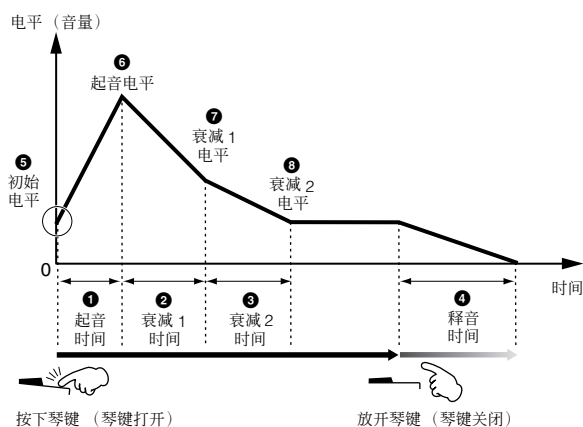 电平（音量）
❻
起音电平
❼
衰减 1
电平
❺
初始
电平
❽
衰减 2
电平
0
时间
❶
起音
时间
❷
衰减 1
时间
❸
衰减 2
时间
❹
释音
时间
按下琴键 （琴键打开）
放开琴键 （琴键关闭）